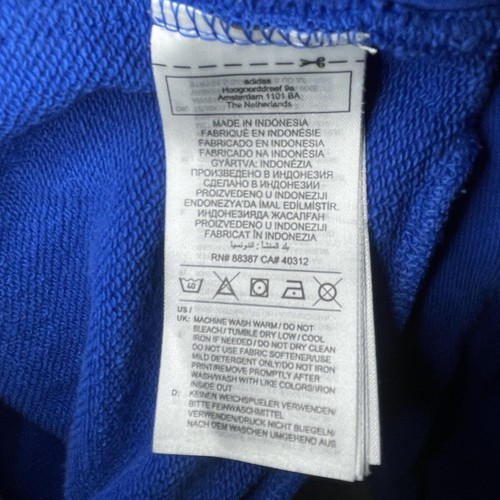 adidas
Hoogoorddreef 9a
Amsterdam 1101 BA
The Netherlands
MADE IN INDONESIA
FABRIQUÉ EN INDONÉSIE
FABRICADO EN INDONESIA
FABRICADO NA INDONÉSIA
GYÁRTVA: INDONÉZIA
ПРОИЗВЕДЕНО В ИНДОНЕЗИЯ
СДЕЛАНО В ИНДОНЕЗИИ
PROIZVEDENO U INDONEZIJI
ENDONEZYA'DA İMAL EDİLMİŞTİR.
ИНДОНЕЗИЯДА ЖАСАЛҒАН
PROIZVEDENO U INDONEZIJI
FABRICAT ÎN INDONEZIA
بلد المنشأ : اندونيسيا
RN# 88387 CA# 40312
40
US /
UK: MACHINE WASH WARM / DO NOT
BLEACH / TUMBLE DRY LOW / COOL
IRON IF NEEDED / DO NOT DRY CLEAN
DO NOT USE FABRIC SOFTENER/USE
MILD DETERGENT ONLY/DO NOT IRON
PRINT/REMOVE PROMPTLY AFTER
WASH/WASH WITH LIKE COLORS/IRON
INSIDE OUT
D: KEINEN WEICHSPUELER VERWENDEN/
BITTE FEINWASCHMITTEL
VERWENDEN/DRUCK NICHT BUEGELN/
NACH DEM WASCHEN UMGEHEND AUS